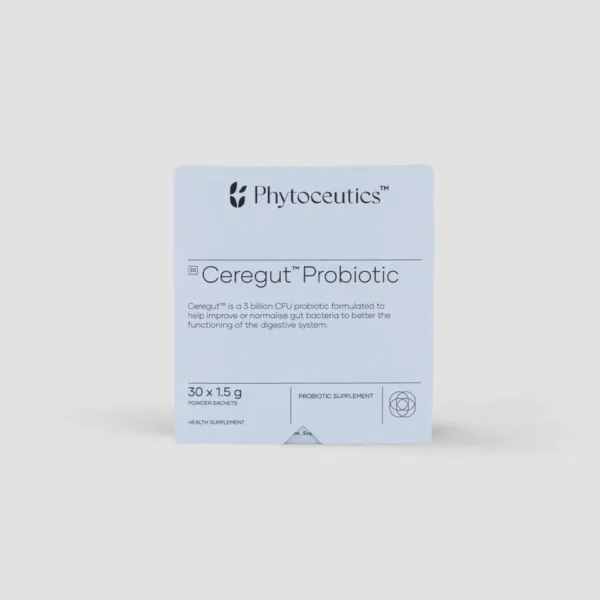 Phytoceutics™
S0 Ceregut™ Probiotic
Ceregut™ is a 3 billion CFU probiotic formulated to
help improve or normalise gut bacteria to better the
functioning of the digestive system.
30 x 1.5 g
POWDER SACHETS
PROBIOTIC SUPPLEMENT
HEALTH SUPPLEMENT